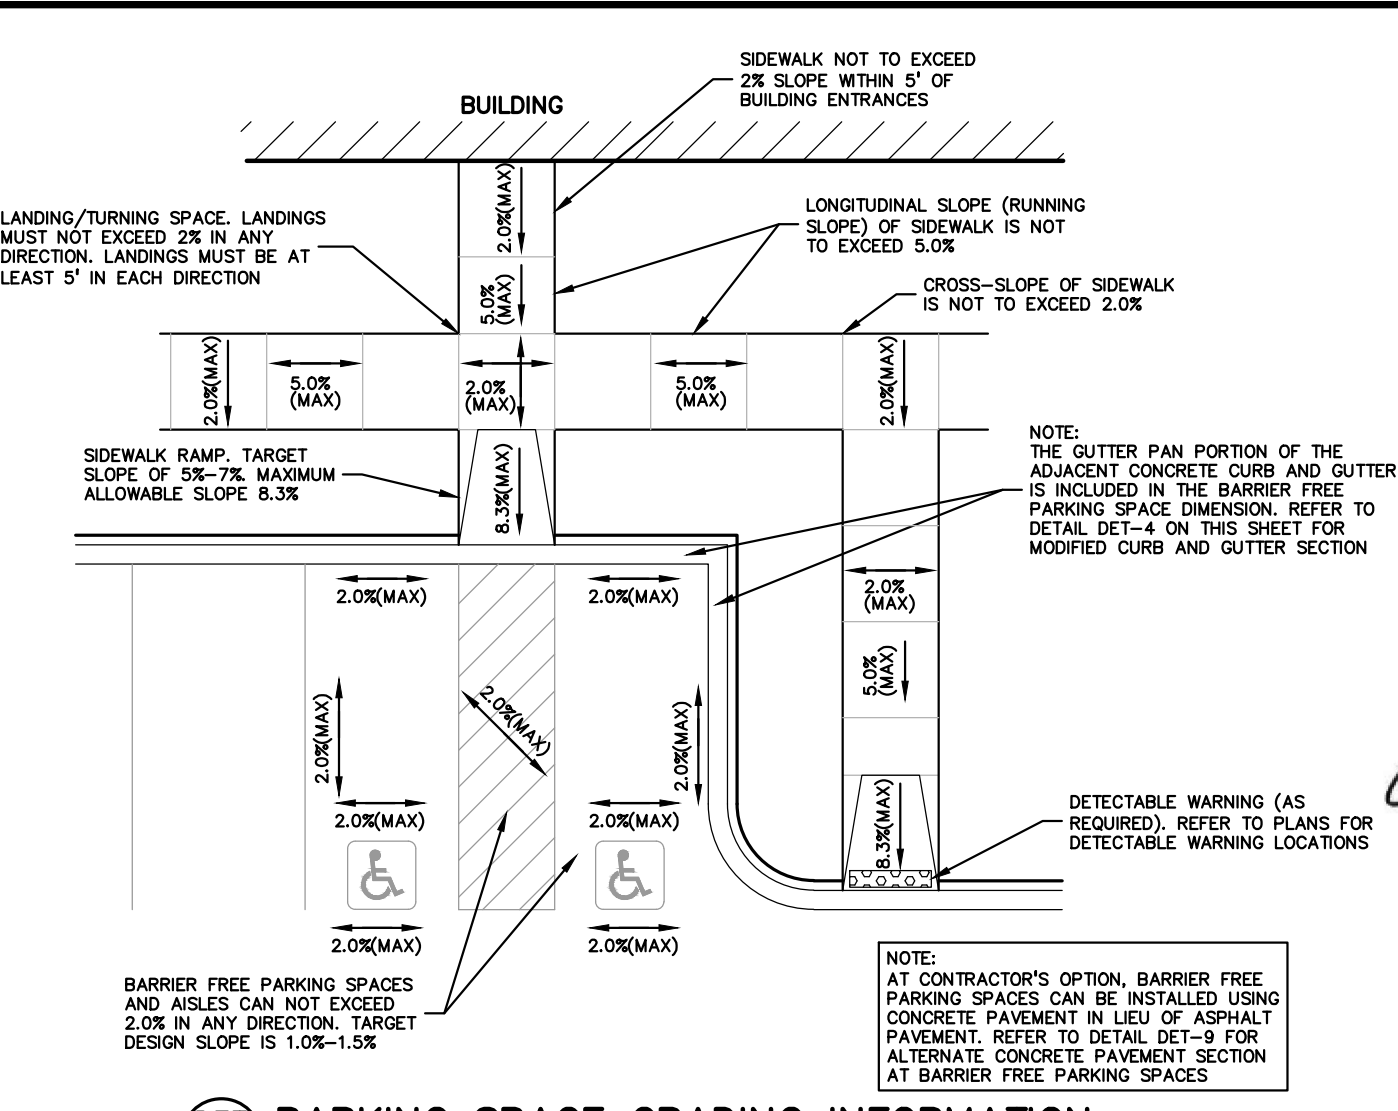 SIDEWALK NOT TO EXCEED
2% SLOPE WITHIN 5' OF
BUILDING ENTRANCES
BUILDING
2.0%(MAX)
LANDING/TURNING SPACE. LANDINGS
MUST NOT EXCEED 2% IN ANY
DIRECTION. LANDINGS MUST BE AT
LEAST 5' IN EACH DIRECTION
LONGITUDINAL SLOPE (RUNNING
SLOPE) OF SIDEWALK IS NOT
TO EXCEED 5.0%
5.0%
(MAX)
CROSS-SLOPE OF SIDEWALK
IS NOT TO EXCEED 2.0%
2.0%(MAX)
5.0%
(MAX)
2.0%
(MAX)
5.0%
(MAX)
2.0%(MAX)
SIDEWALK RAMP. TARGET
SLOPE OF 5%-7%. MAXIMUM
ALLOWABLE SLOPE 8.3%
8.3%(MAX)
NOTE:
THE GUTTER PAN PORTION OF THE
ADJACENT CONCRETE CURB AND GUTTER
IS INCLUDED IN THE BARRIER FREE
PARKING SPACE DIMENSION. REFER TO
DETAIL DET-4 ON THIS SHEET FOR
MODIFIED CURB AND GUTTER SECTION
2.0%(MAX)
2.0%(MAX)
2.0%
(MAX)
5.0%
(MAX)
2.0%(MAX)
2.0%(MAX)
2.0%(MAX)
2.0%(MAX)
2.0%(MAX)
8.3%(MAX)
DETECTABLE WARNING (AS
REQUIRED). REFER TO PLANS FOR
DETECTABLE WARNING LOCATIONS
2.0%(MAX)
2.0%(MAX)
BARRIER FREE PARKING SPACES
AND AISLES CAN NOT EXCEED
2.0% IN ANY DIRECTION. TARGET
DESIGN SLOPE IS 1.0%-1.5%
NOTE:
AT CONTRACTOR'S OPTION, BARRIER FREE
PARKING SPACES CAN BE INSTALLED USING
CONCRETE PAVEMENT IN LIEU OF ASPHALT
PAVEMENT. REFER TO DETAIL DET-9 FOR
ALTERNATE CONCRETE PAVEMENT SECTION
AT BARRIER FREE PARKING SPACES
PARKING SPACE GRADING INFORMATION